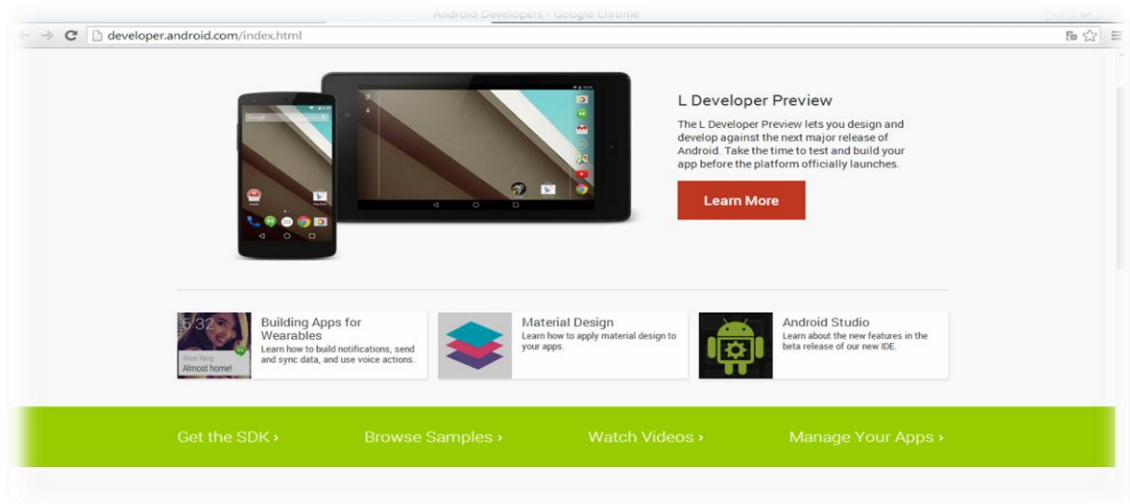 Android Developers - Google Chrome
developer.android.com/index.html
Google
L Developer Preview
The L Developer Preview lets you design and
develop against the next major release of
Android. Take the time to test and build your
app before the platform officially launches.
Learn More
6:32
Alice Yang
Almost home!
Building Apps for
Wearables
Learn how to build notifications, send
and sync data, and use voice actions.
Material Design
Learn how to apply material design to
your apps.
Android Studio
Learn about the new features in the
beta release of our new IDE.
Get the SDK ›
Browse Samples ›
Watch Videos ›
Manage Your Apps ›